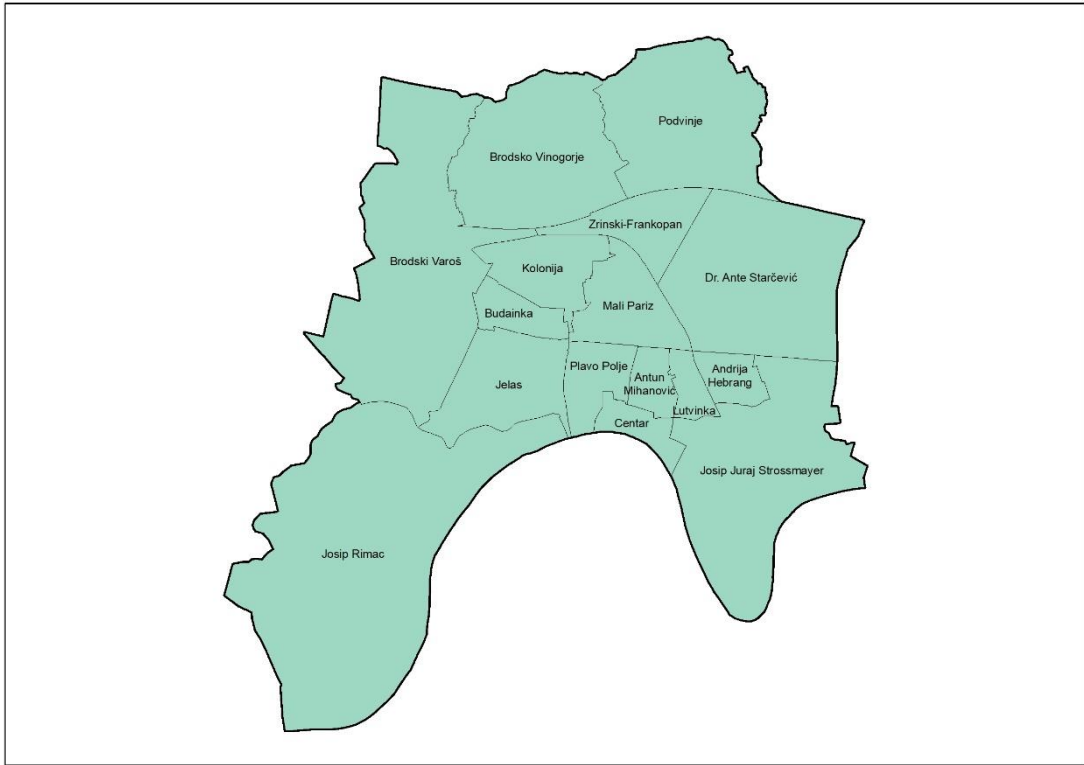 Podvinje
Brodsko Vinogorje
Zrinski-Frankopan
Brodski Varoš
Kolonija
Dr. Ante Starčević
Mali Pariz
Budainka
Plavo Polje
Andrija
Hebrang
Antun
Mihanović
Jelas
Lutvinka
Centar
Josip Juraj Strossmayer
Josip Rimac